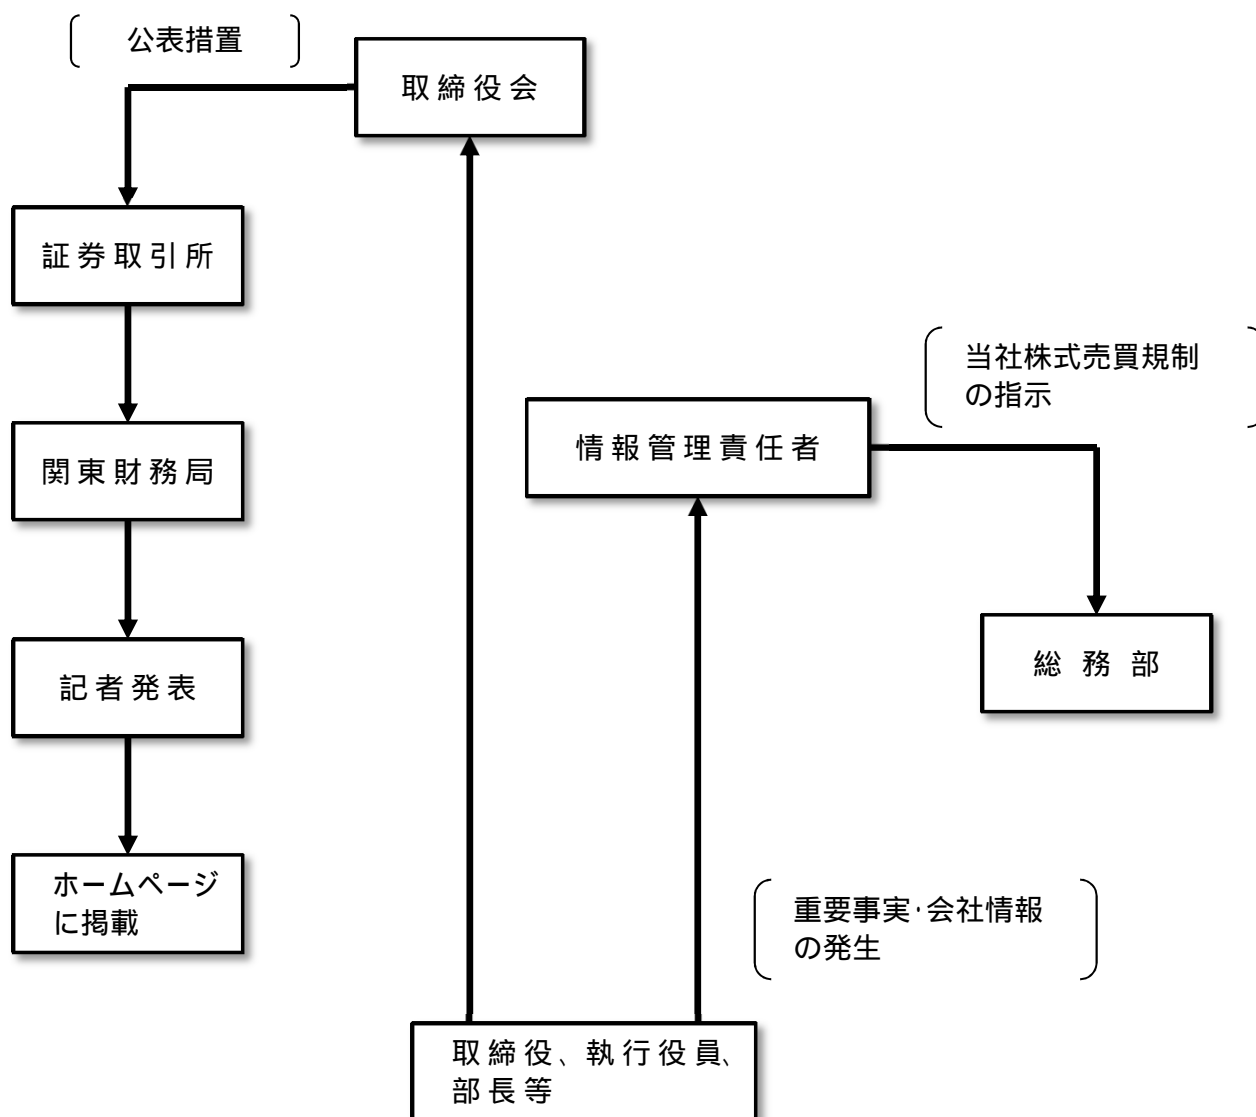 公表措置
取締役会
証券取引所
当社株式売買規制
の指示
情報管理責任者
関東財務局
総務部
記者発表
ホームページ
に掲載
重要事実・会社情報
の発生
取締役、執行役員、
部長等